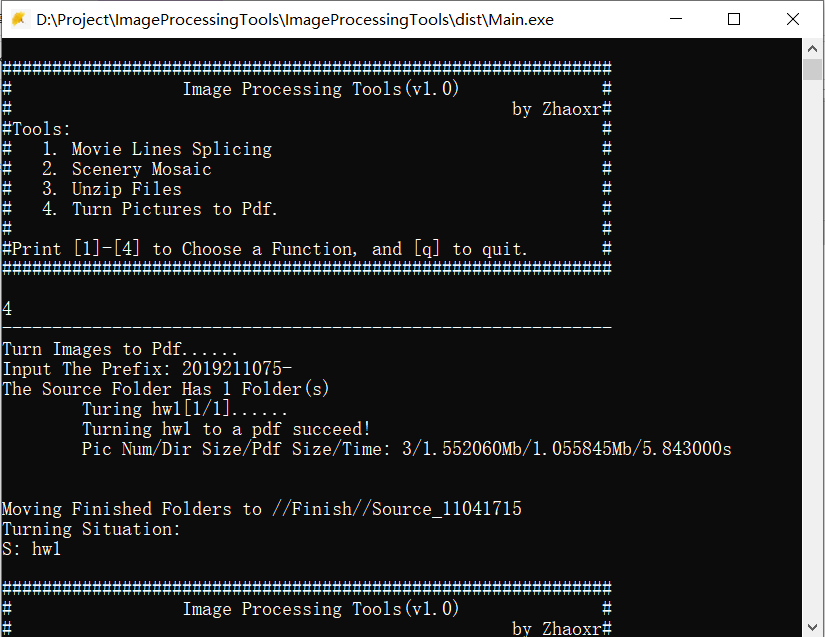 D:\Project\ImageProcessingTools\ImageProcessingTools\dist\Main.exe
#############################################################
#                 Image Processing Tools(v1.0)              #
#                                                  by Zhaoxr#
#Tools:                                                     #
#   1. Movie Lines Splicing                                 #
#   2. Scenery Mosaic                                       #
#   3. Unzip Files                                          #
#   4. Turn Pictures to Pdf.                                #
#                                                           #
#Print [1]-[4] to Choose a Function, and [q] to quit.       #
#############################################################
4
-------------------------------------------------------------
Turn Images to Pdf......
Input The Prefix: 2019211075-
The Source Folder Has 1 Folder(s)
        Turing hw1[1/1]......
        Turning hw1 to a pdf succeed!
        Pic Num/Dir Size/Pdf Size/Time: 3/1.552060Mb/1.055845Mb/5.843000s
Moving Finished Folders to //Finish//Source_11041715
Turning Situation:
S: hw1
#############################################################
#                 Image Processing Tools(v1.0)              #
#                                                  by Zhaoxr#